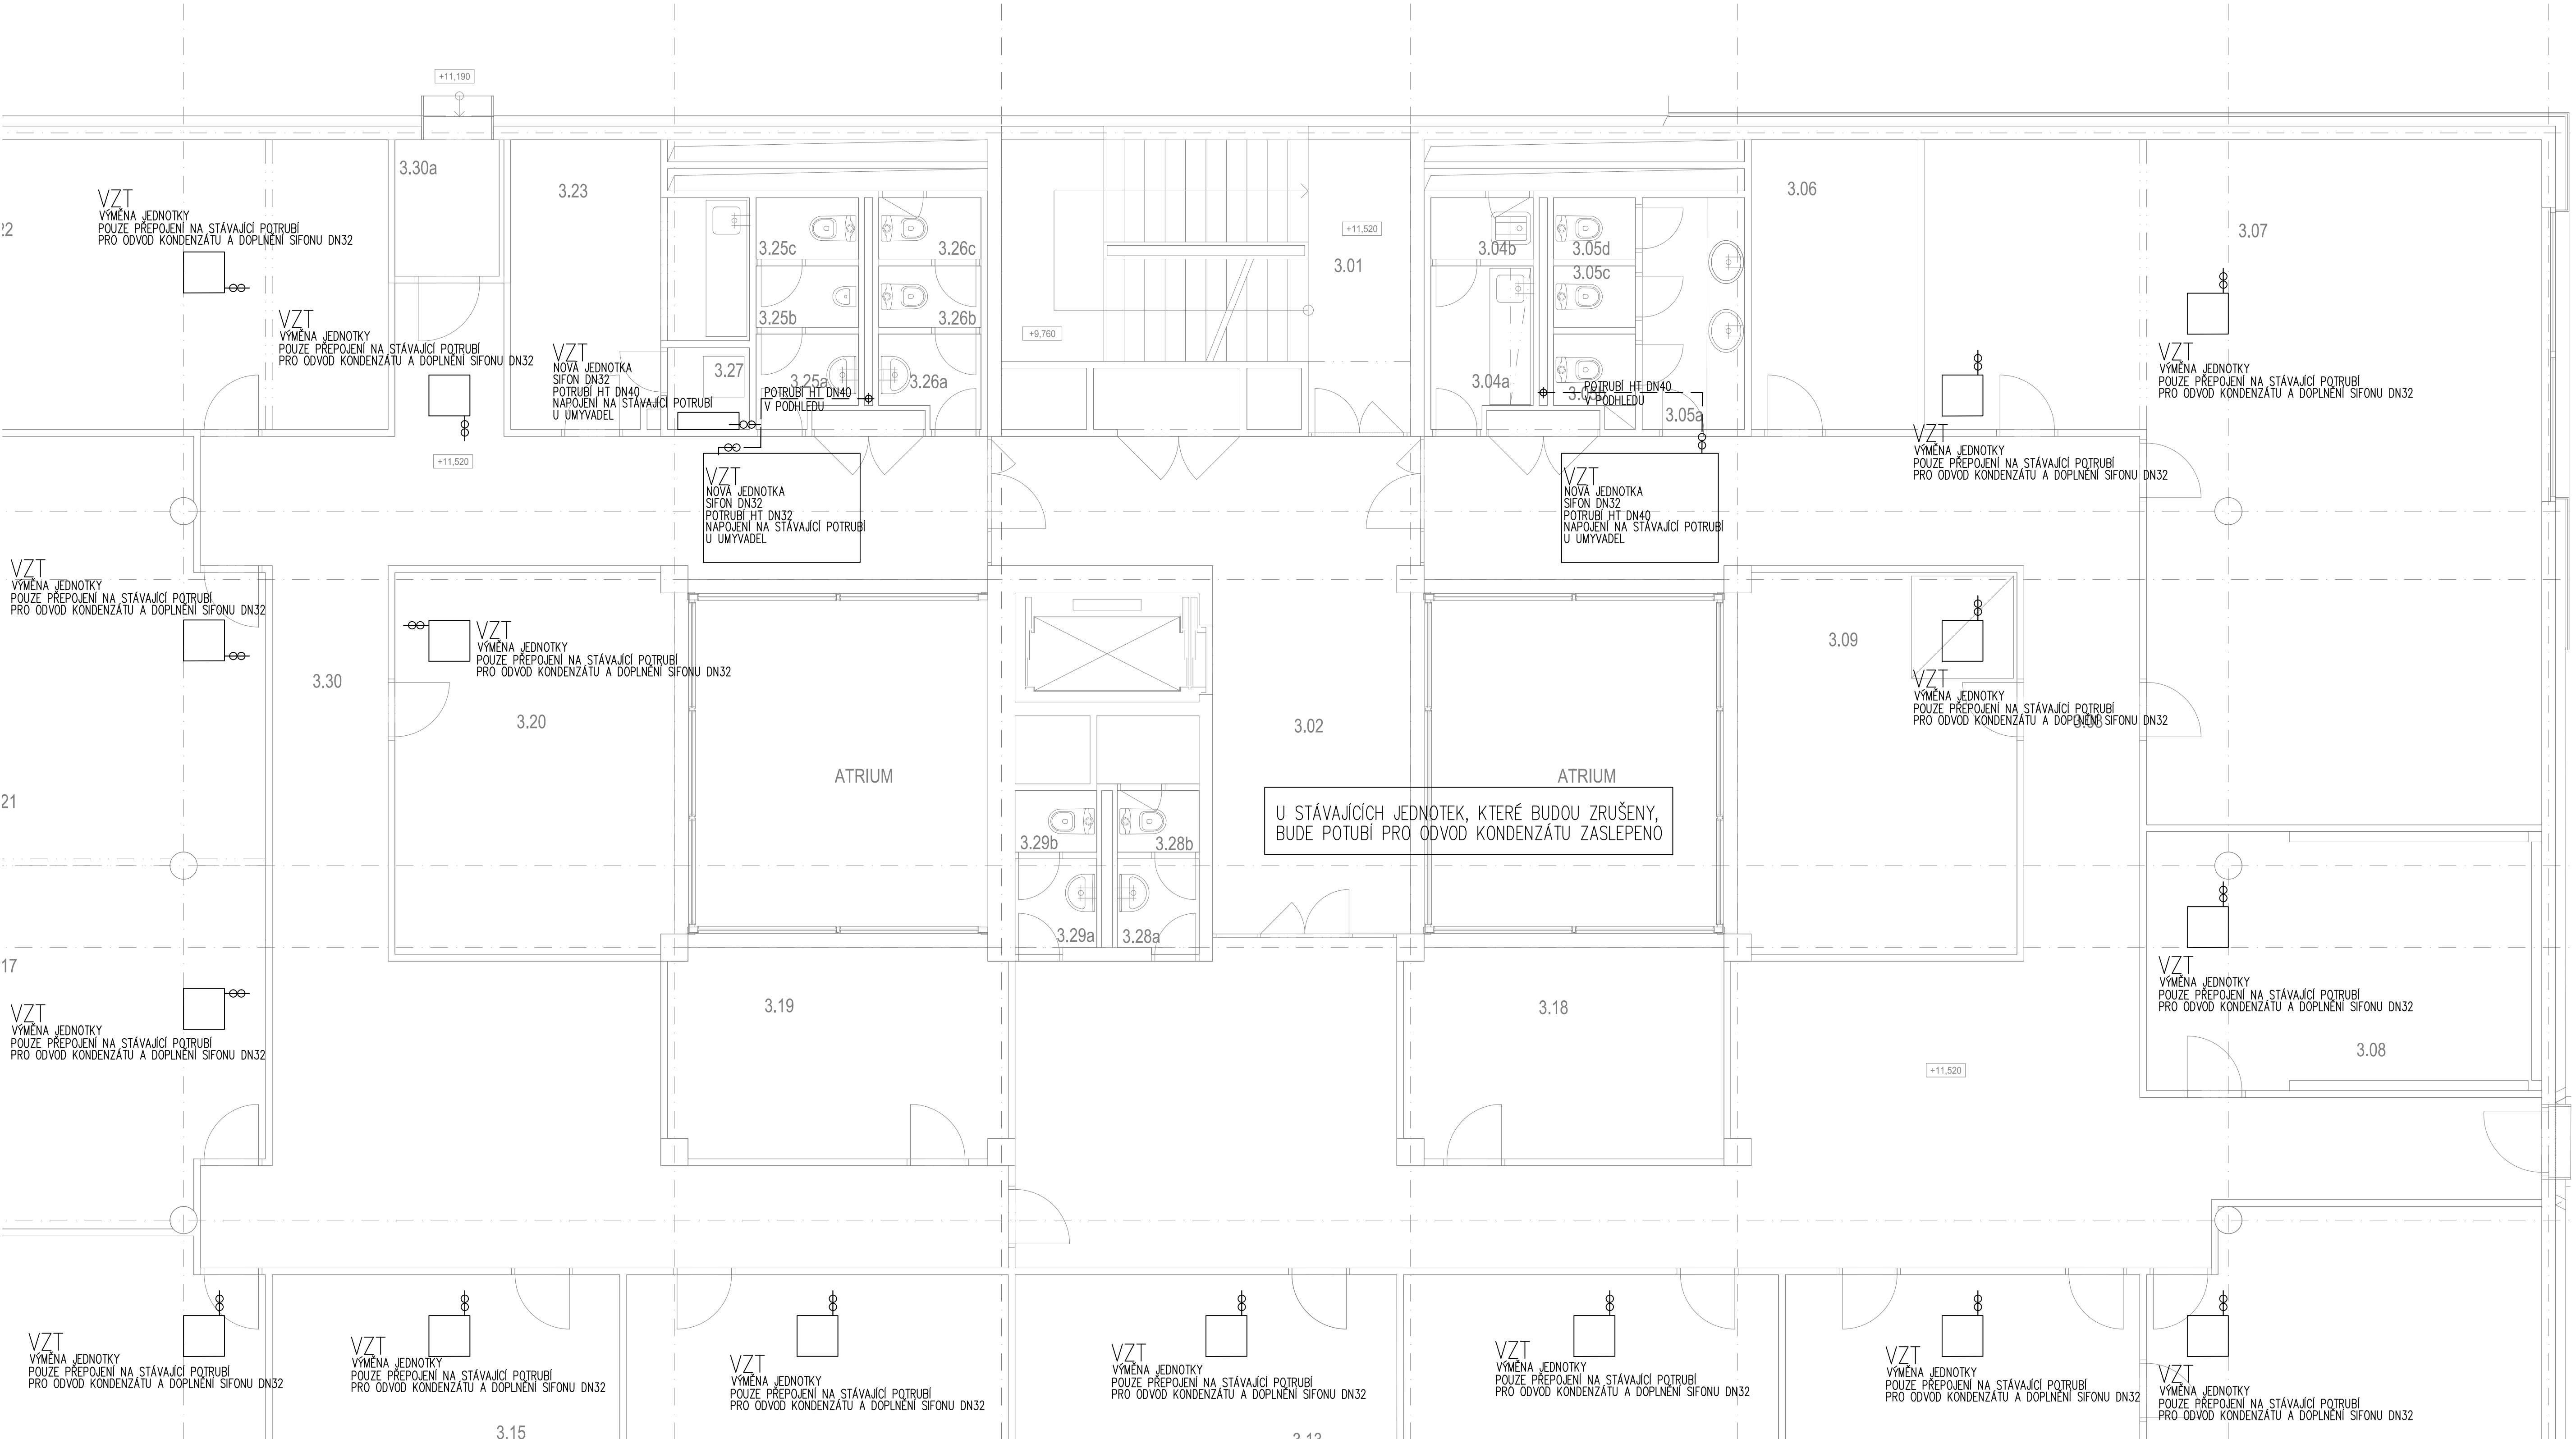 +11,190
3.30a
3.23
VZT
VÝMĚNA JEDNOTKY
POUZE PŘEPOJENÍ NA STÁVAJÍCÍ POTRUBÍ
PRO ODVOD KONDENZÁTU A DOPLNĚNÍ SIFONU DN32
22
3.25c
3.26c
+11,520
3.01
3.04b
3.05d
3.05c
3.06
3.07
VZT
VÝMĚNA JEDNOTKY
POUZE PŘEPOJENÍ NA STÁVAJÍCÍ POTRUBÍ
PRO ODVOD KONDENZÁTU A DOPLNĚNÍ SIFONU DN32
3.25b
3.26b
+9,760
VZT
NOVÁ JEDNOTKA
SIFON DN32
POTRUBÍ HT DN40
NAPOJENÍ NA STÁVAJÍCÍ POTRUBÍ
U UMYVADEL
3.27
3.25a
3.26a
POTRUBÍ HT DN40
V PODHLEDU
3.04a
POTRUBÍ HT DN40
V PODHLEDU
3.05b
3.05a
VZT
VÝMĚNA JEDNOTKY
POUZE PŘEPOJENÍ NA STÁVAJÍCÍ POTRUBÍ
PRO ODVOD KONDENZÁTU A DOPLNĚNÍ SIFONU DN32
VZT
VÝMĚNA JEDNOTKY
POUZE PŘEPOJENÍ NA STÁVAJÍCÍ POTRUBÍ
PRO ODVOD KONDENZÁTU A DOPLNĚNÍ SIFONU DN32
+11,520
VZT
NOVÁ JEDNOTKA
SIFON DN32
POTRUBÍ HT DN32
NAPOJENÍ NA STÁVAJÍCÍ POTRUBÍ
U UMYVADEL
VZT
NOVÁ JEDNOTKA
SIFON DN32
POTRUBÍ HT DN40
NAPOJENÍ NA STÁVAJÍCÍ POTRUBÍ
U UMYVADEL
VZT
VÝMĚNA JEDNOTKY
POUZE PŘEPOJENÍ NA STÁVAJÍCÍ POTRUBÍ
PRO ODVOD KONDENZÁTU A DOPLNĚNÍ SIFONU DN32
VZT
VÝMĚNA JEDNOTKY
POUZE PŘEPOJENÍ NA STÁVAJÍCÍ POTRUBÍ
PRO ODVOD KONDENZÁTU A DOPLNĚNÍ SIFONU DN32
3.30
3.20
3.02
3.09
VZT
VÝMĚNA JEDNOTKY
POUZE PŘEPOJENÍ NA STÁVAJÍCÍ POTRUBÍ
PRO ODVOD KONDENZÁTU A DOPLNĚNÍ SIFONU DN32
ATRIUM
ATRIUM
21
U STÁVAJÍCÍCH JEDNOTEK, KTERÉ BUDOU ZRUŠENY,
BUDE POTUBÍ PRO ODVOD KONDENZÁTU ZASLEPENO
3.29b
3.28b
3.29a
3.28a
17
VZT
VÝMĚNA JEDNOTKY
POUZE PŘEPOJENÍ NA STÁVAJÍCÍ POTRUBÍ
PRO ODVOD KONDENZÁTU A DOPLNĚNÍ SIFONU DN32
3.19
3.18
VZT
VÝMĚNA JEDNOTKY
POUZE PŘEPOJENÍ NA STÁVAJÍCÍ POTRUBÍ
PRO ODVOD KONDENZÁTU A DOPLNĚNÍ SIFONU DN32
3.08
+11,520
VZT
VÝMĚNA JEDNOTKY
POUZE PŘEPOJENÍ NA STÁVAJÍCÍ POTRUBÍ
PRO ODVOD KONDENZÁTU A DOPLNĚNÍ SIFONU DN32
VZT
VÝMĚNA JEDNOTKY
POUZE PŘEPOJENÍ NA STÁVAJÍCÍ POTRUBÍ
PRO ODVOD KONDENZÁTU A DOPLNĚNÍ SIFONU DN32
VZT
VÝMĚNA JEDNOTKY
POUZE PŘEPOJENÍ NA STÁVAJÍCÍ POTRUBÍ
PRO ODVOD KONDENZÁTU A DOPLNĚNÍ SIFONU DN32
VZT
VÝMĚNA JEDNOTKY
POUZE PŘEPOJENÍ NA STÁVAJÍCÍ POTRUBÍ
PRO ODVOD KONDENZÁTU A DOPLNĚNÍ SIFONU DN32
VZT
VÝMĚNA JEDNOTKY
POUZE PŘEPOJENÍ NA STÁVAJÍCÍ POTRUBÍ
PRO ODVOD KONDENZÁTU A DOPLNĚNÍ SIFONU DN32
VZT
VÝMĚNA JEDNOTKY
POUZE PŘEPOJENÍ NA STÁVAJÍCÍ POTRUBÍ
PRO ODVOD KONDENZÁTU A DOPLNĚNÍ SIFONU DN32
VZT
VÝMĚNA JEDNOTKY
POUZE PŘEPOJENÍ NA STÁVAJÍCÍ POTRUBÍ
PRO ODVOD KONDENZÁTU A DOPLNĚNÍ SIFONU DN32
3.15